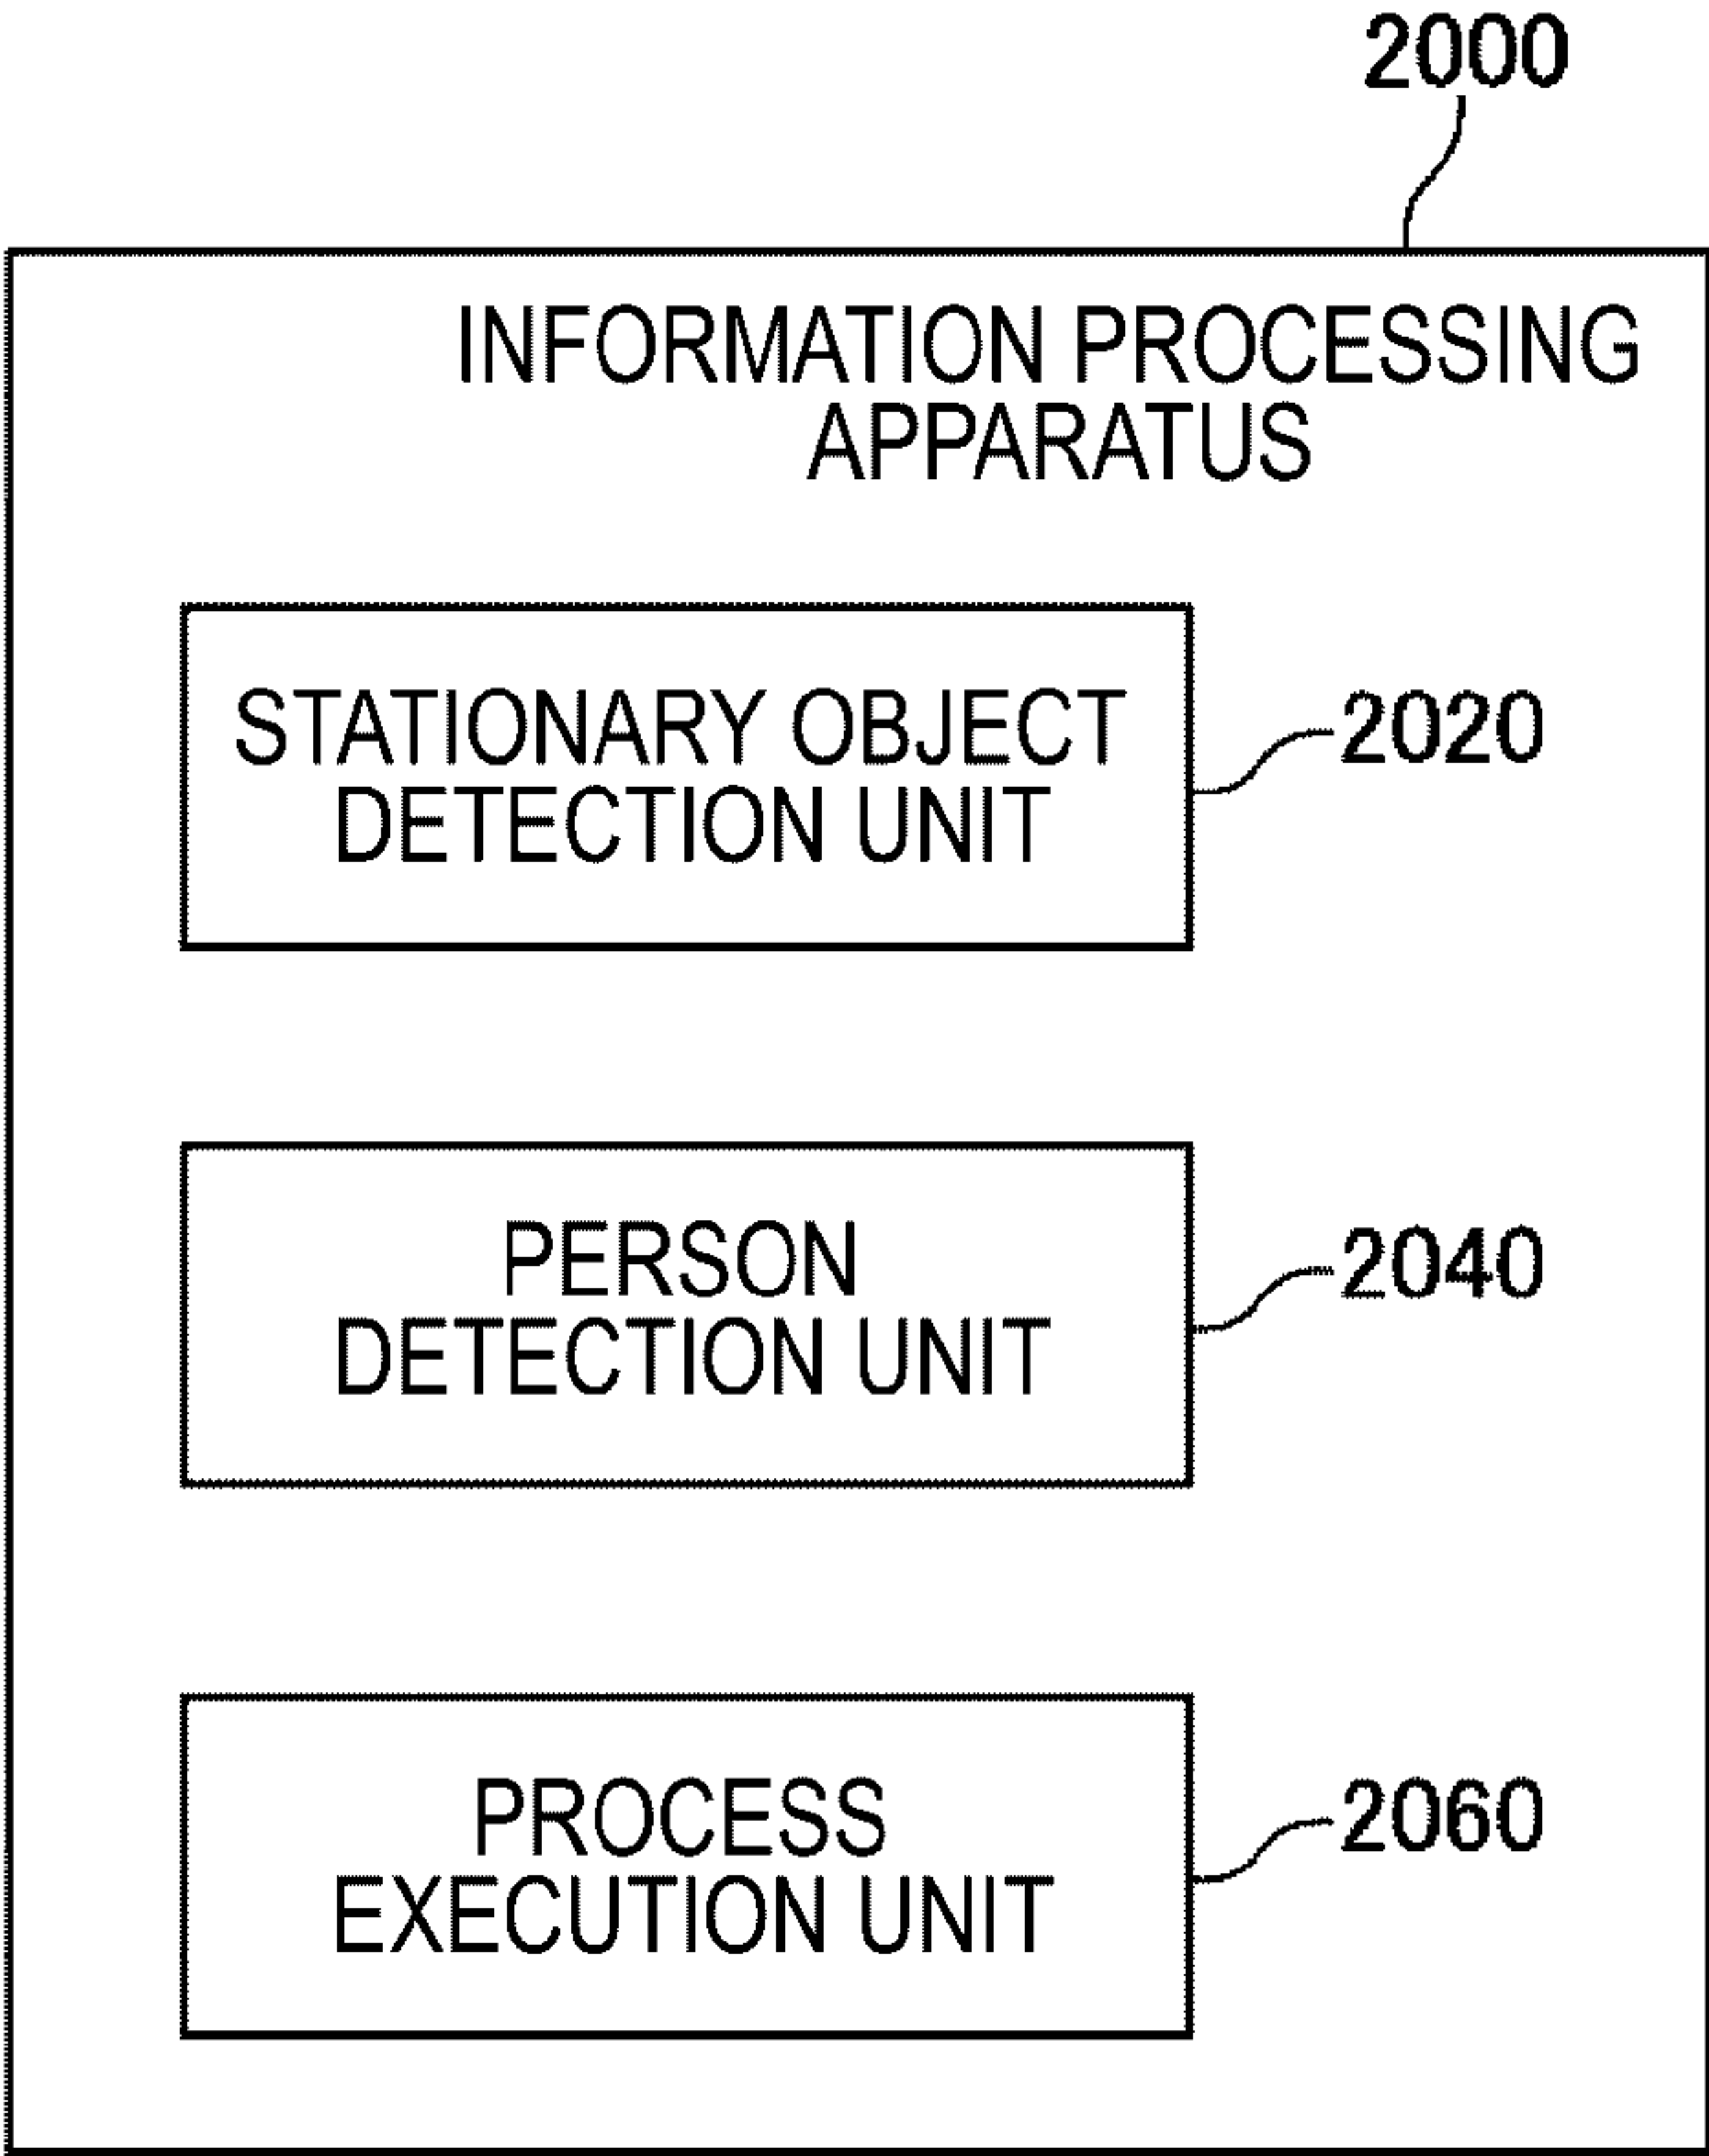 2000
INFORMATION PROCESSING
APPARATUS
STATIONARY OBJECT
DETECTION UNIT
2020
PERSON
DETECTION UNIT
2040
PROCESS
EXECUTION UNIT
2060